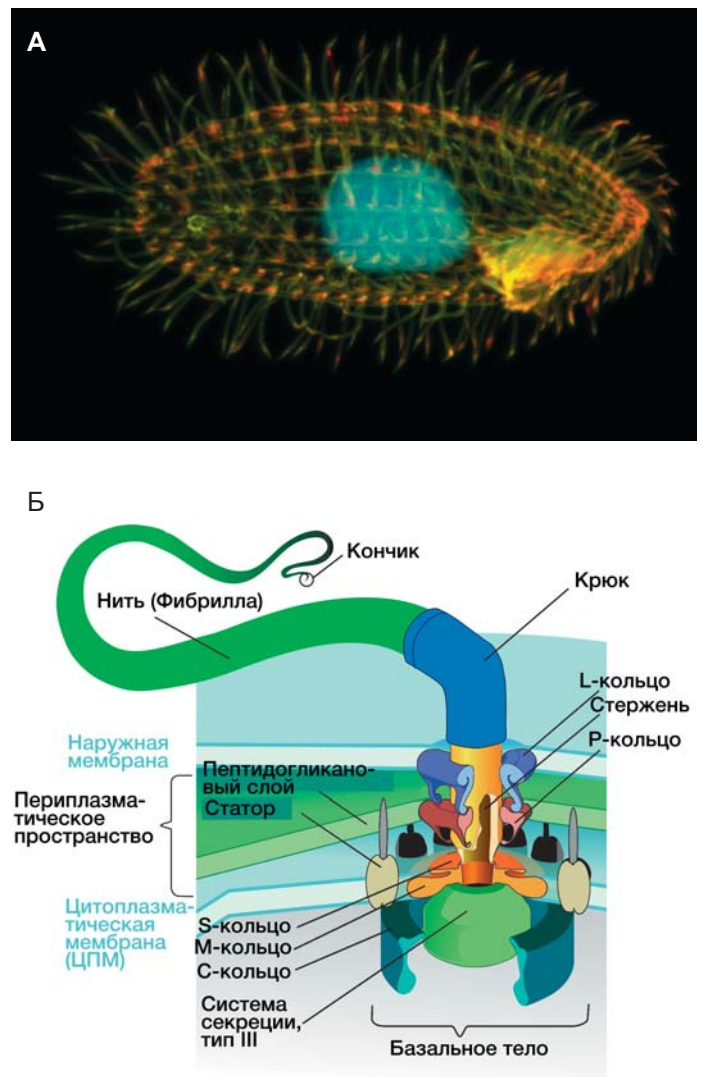 А
Б
Кончик
Нить (Фибрилла)
Крюк
L-кольцо
Стержень
P-кольцо
Наружная
мембрана
Пептидогликано-
вый слой
Статор
Периплазма-
тическое
пространство
Цитоплазма-
тическая
мембрана
(ЦПМ)
S-кольцо
M-кольцо
C-кольцо
Система
секреции,
тип III
Базальное тело